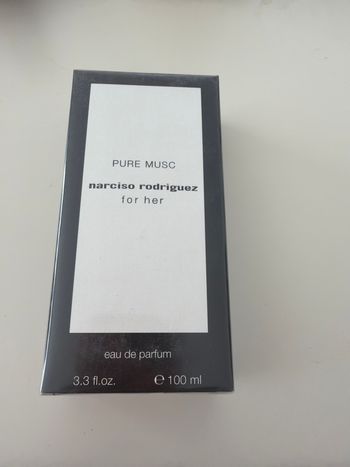 PURE MUSC
narciso rodriguez
for her
eau de parfum
3.3 fl.oz. ℮ 100 ml